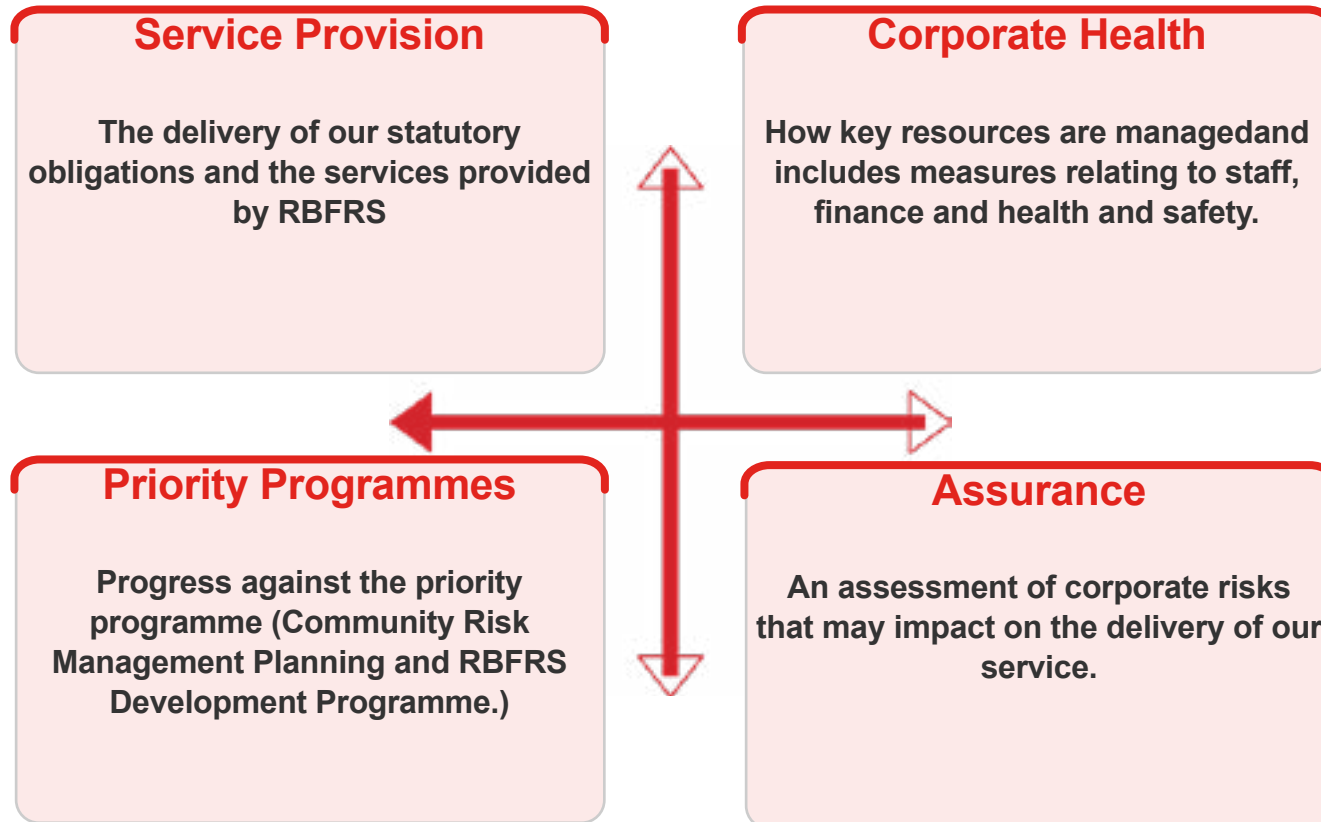 Service Provision
The delivery of our statutory
obligations and the services provided
by RBFRS
Corporate Health
How key resources are managedand
includes measures relating to staff,
finance and health and safety.
Priority Programmes
Progress against the priority
programme (Community Risk
Management Planning and RBFRS
Development Programme.)
Assurance
An assessment of corporate risks
that may impact on the delivery of our
service.